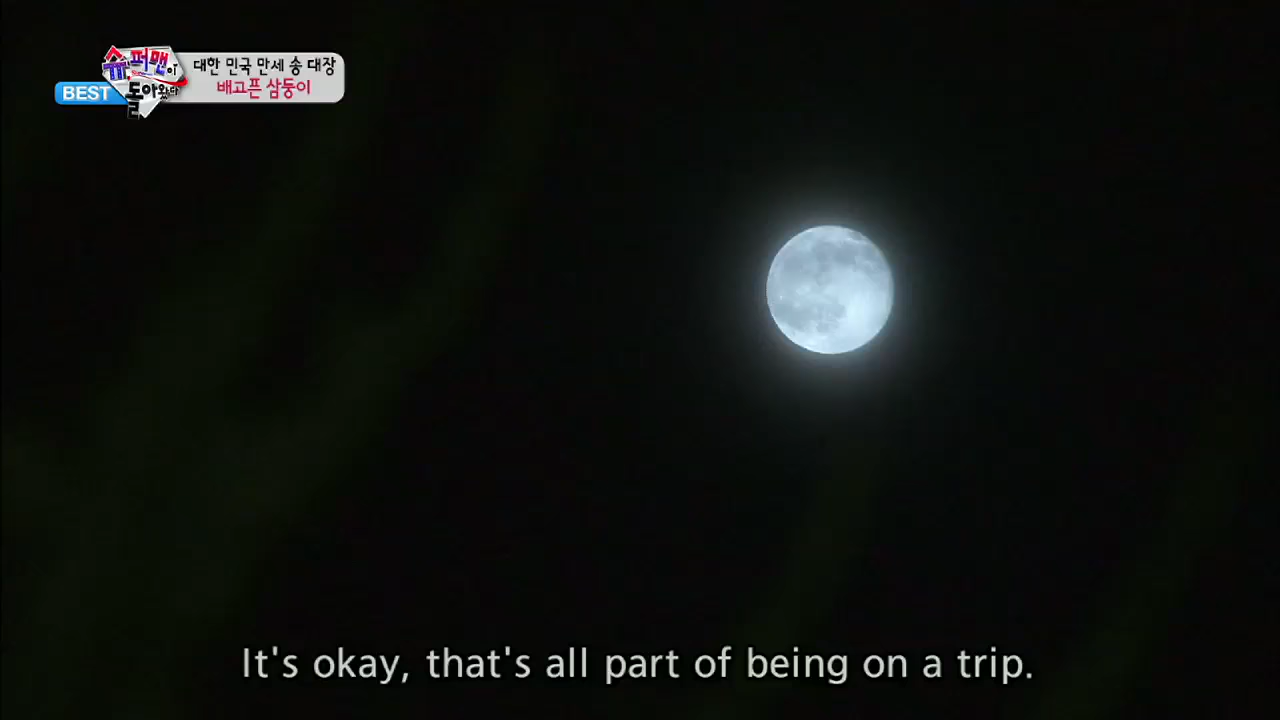 슈퍼맨이
돌아왔다
BEST
대한 민국 만세 송 대장
배고픈 삼둥이
It's okay, that's all part of being on a trip.